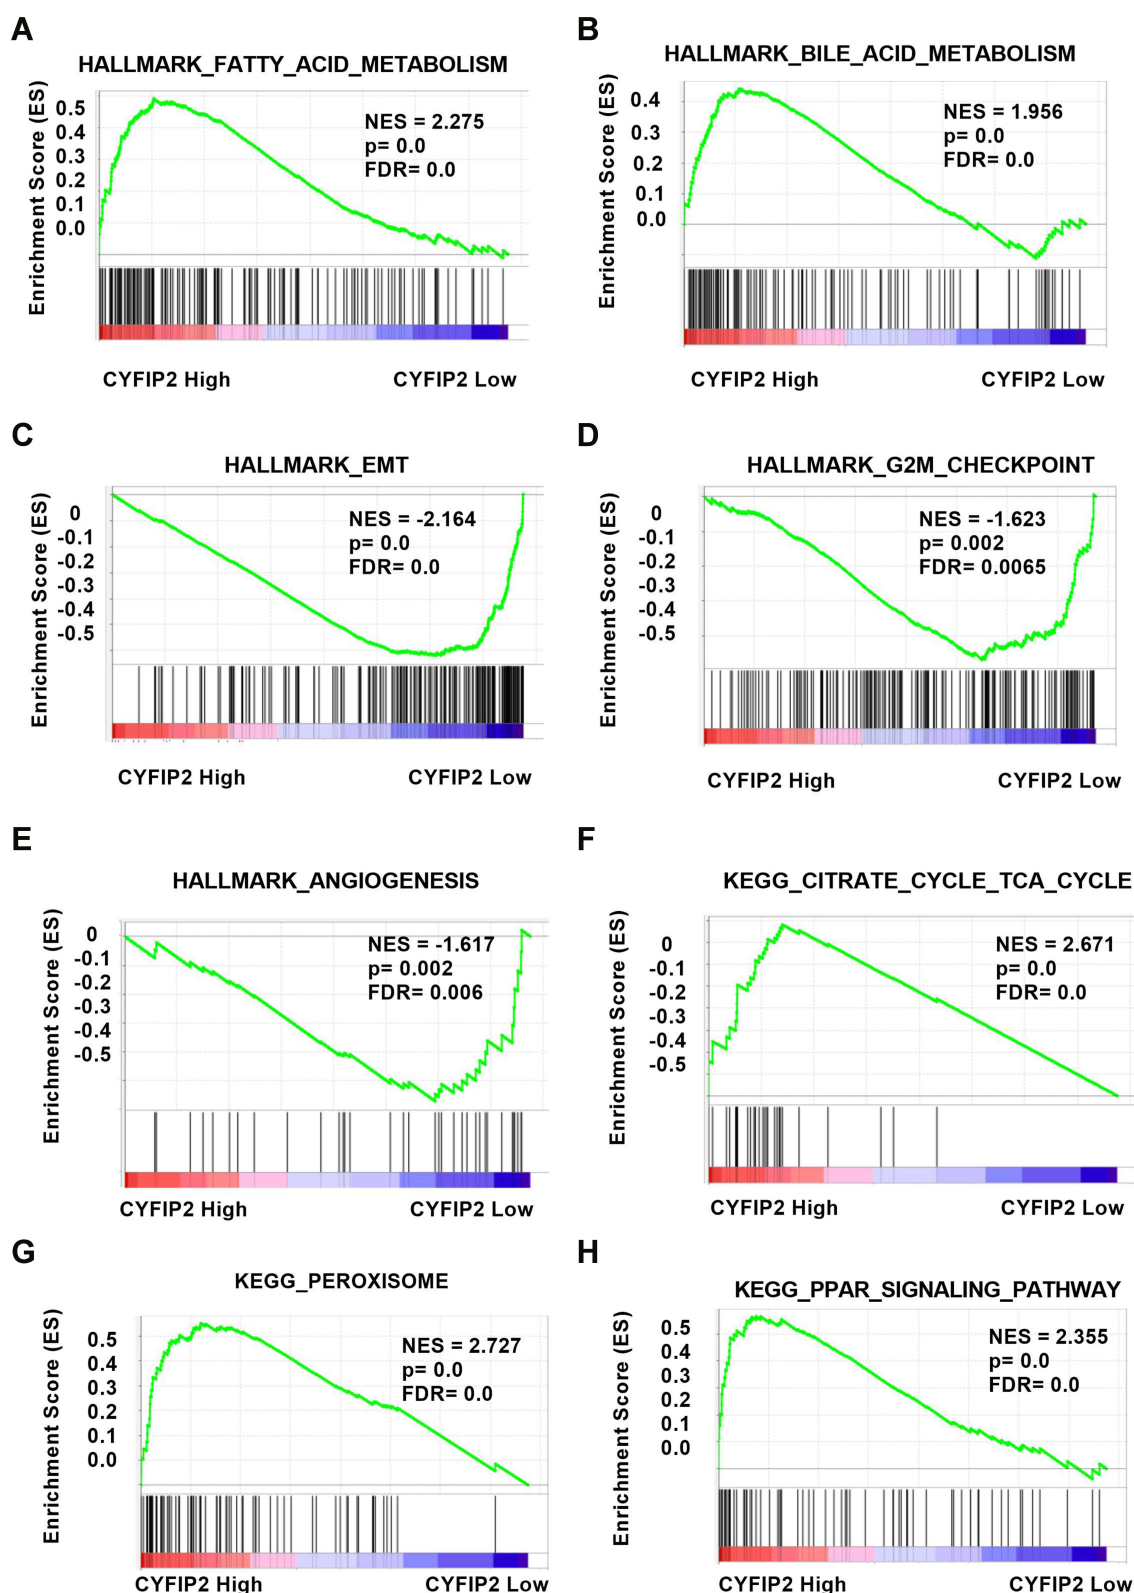 A
HALLMARK_FATTY_ACID_METABOLISM
Enrichment Score (ES)
0.5
0.4
0.3
0.2
0.1
0.0
NES = 2.275
p= 0.0
FDR= 0.0
CYFIP2 High
CYFIP2 Low
B
HALLMARK_BILE_ACID_METABOLISM
Enrichment Score (ES)
0.4
0.3
0.2
0.1
0.0
NES = 1.956
p= 0.0
FDR= 0.0
CYFIP2 High
CYFIP2 Low
C
HALLMARK_EMT
Enrichment Score (ES)
0
-0.1
-0.2
-0.3
-0.4
-0.5
NES = -2.164
p= 0.0
FDR= 0.0
CYFIP2 High
CYFIP2 Low
D
HALLMARK_G2M_CHECKPOINT
Enrichment Score (ES)
0
-0.1
-0.2
-0.3
-0.4
-0.5
NES = -1.623
p= 0.002
FDR= 0.0065
CYFIP2 High
CYFIP2 Low
E
HALLMARK_ANGIOGENESIS
Enrichment Score (ES)
0
-0.1
-0.2
-0.3
-0.4
-0.5
NES = -1.617
p= 0.002
FDR= 0.006
CYFIP2 High
CYFIP2 Low
F
KEGG_CITRATE_CYCLE_TCA_CYCLE
Enrichment Score (ES)
0
-0.1
-0.2
-0.3
-0.4
-0.5
NES = 2.671
p= 0.0
FDR= 0.0
CYFIP2 High
CYFIP2 Low
G
KEGG_PEROXISOME
Enrichment Score (ES)
0.5
0.4
0.3
0.2
0.1
0.0
NES = 2.727
p= 0.0
FDR= 0.0
CYFIP2 High
CYFIP2 Low
H
KEGG_PPAR_SIGNALING_PATHWAY
Enrichment Score (ES)
0.5
0.4
0.3
0.2
0.1
0.0
NES = 2.355
p= 0.0
FDR= 0.0
CYFIP2 High
CYFIP2 Low